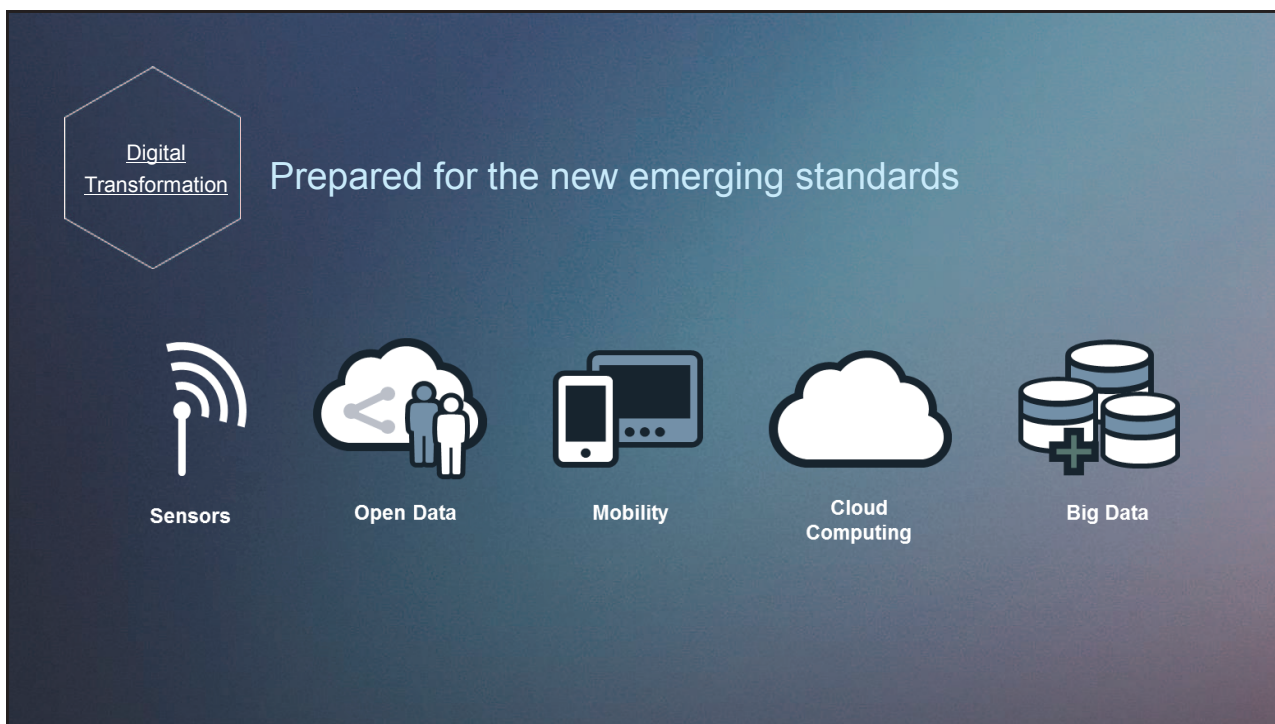 Digital
Transformation
Prepared for the new emerging standards
Sensors
Open Data
Mobility
Cloud
Computing
Big Data